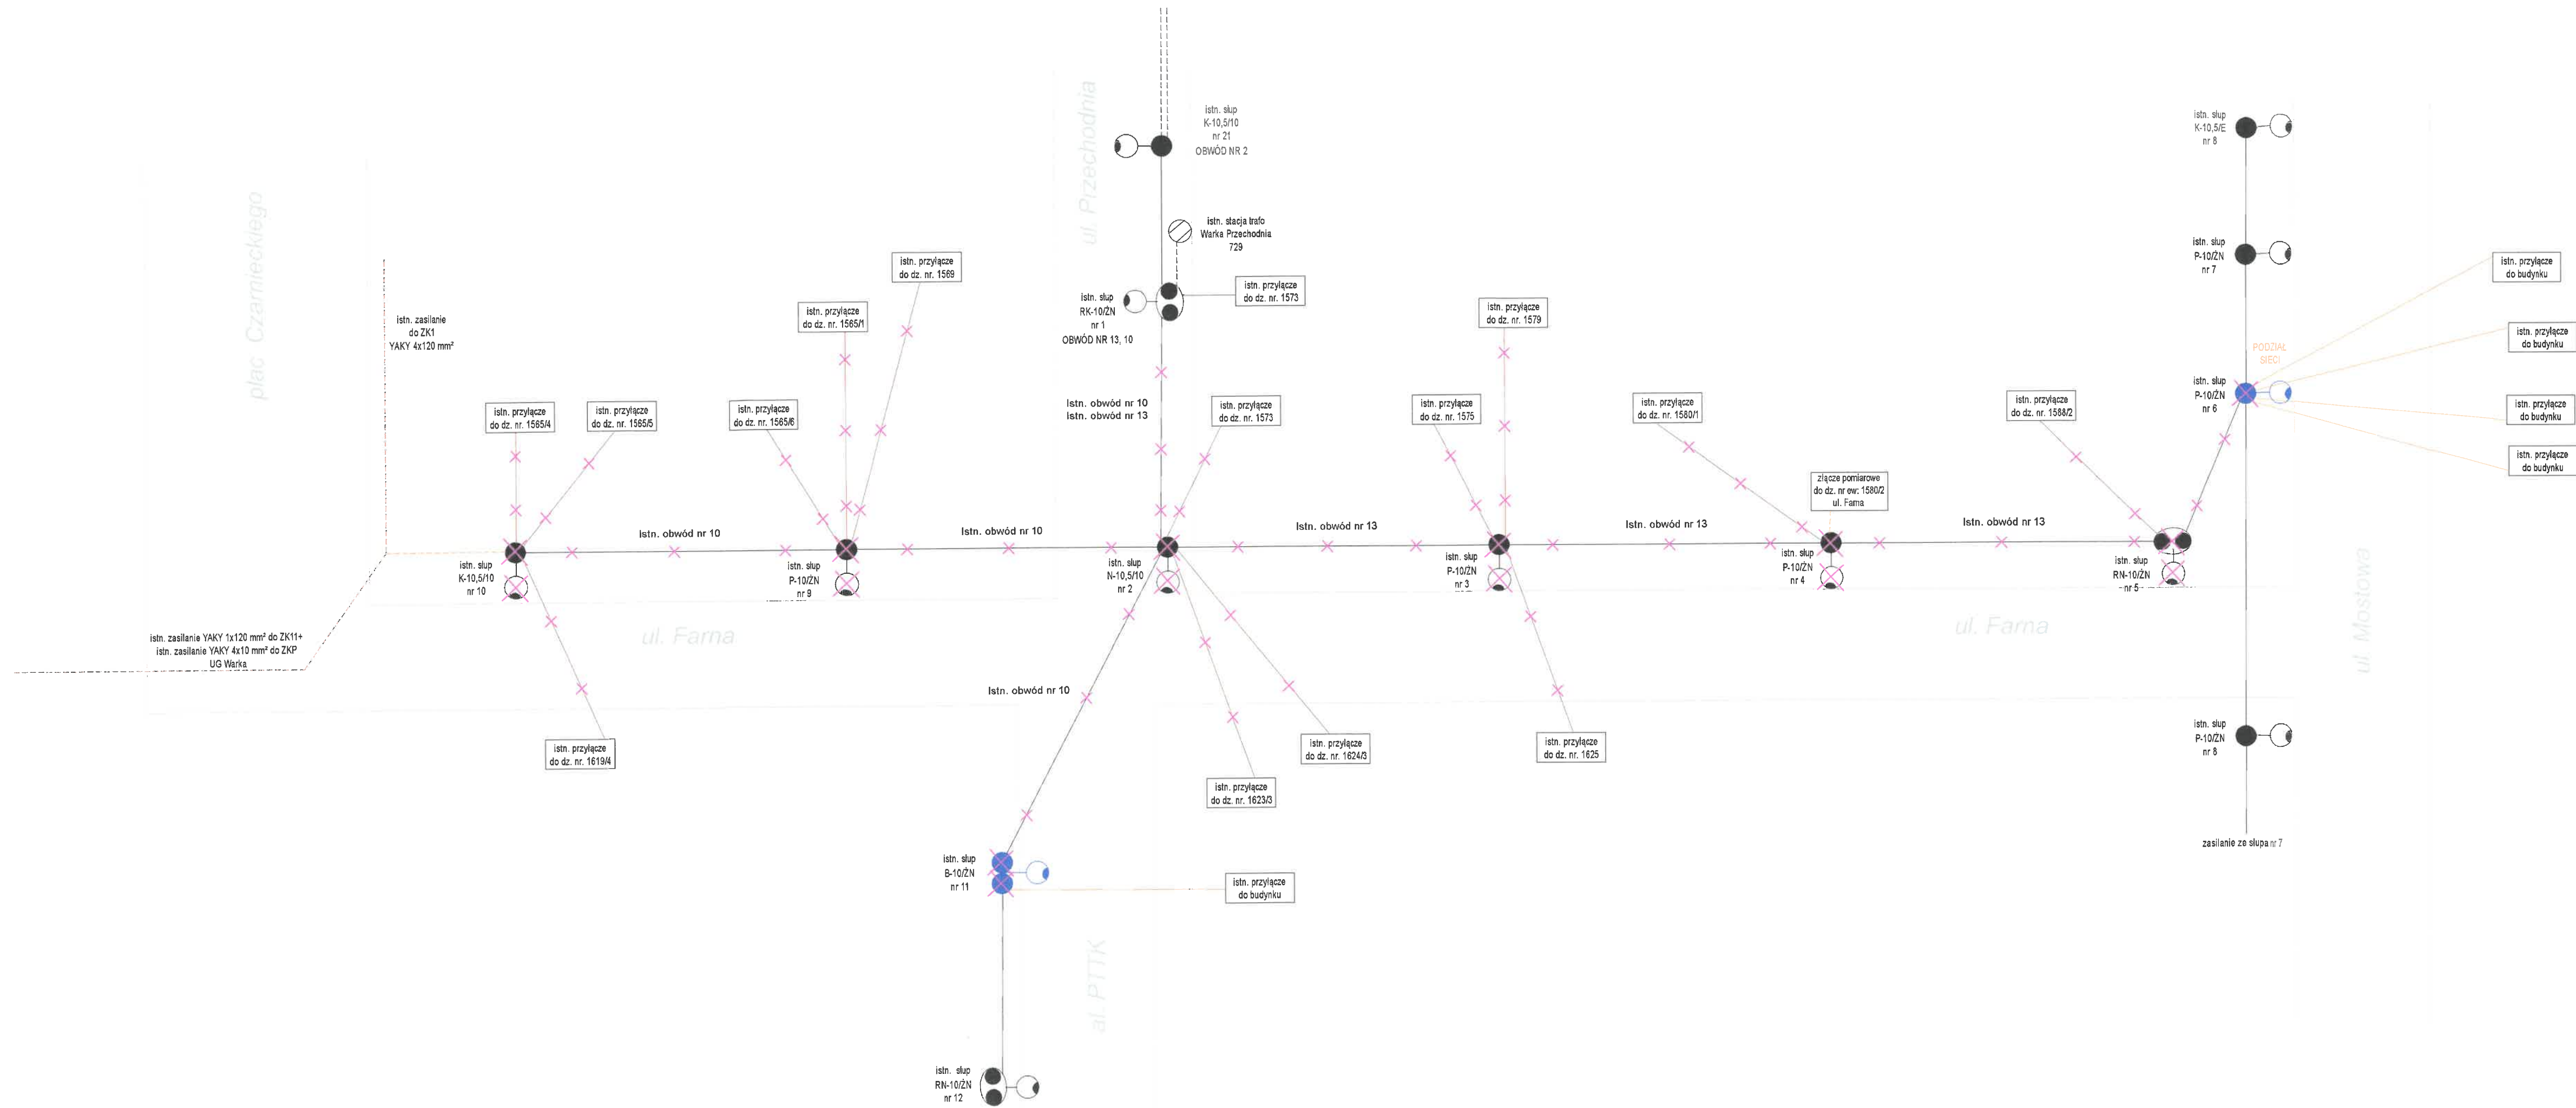 plac Czarnieckiego
ul. Przechodnia
istn. słup
K-10,5/10
nr 21
OBWÓD NR 2
istn. stacja trafo
Warka Przechodnia
729
istn. słup
RK-10/ŻN
nr 1
OBWÓD NR 13, 10
istn. przyłącze
do dz. nr. 1573
istn. słup
K-10,5/E
nr 8
istn. słup
P-10/ŻN
nr 7
istn. przyłącze
do budynku
istn. przyłącze
do budynku
PODZIAŁ
SIECI
istn. słup
P-10/ŻN
nr 6
istn. przyłącze
do budynku
istn. przyłącze
do budynku
istn. zasilanie
do ZK1
YAKY 4x120 mm²
istn. przyłącze
do dz. nr. 1569
istn. przyłącze
do dz. nr. 1565/1
istn. przyłącze
do dz. nr. 1565/4
istn. przyłącze
do dz. nr. 1565/5
istn. przyłącze
do dz. nr. 1565/6
Istn. obwód nr 10
istn. obwód nr 13
istn. przyłącze
do dz. nr. 1573
istn. przyłącze
do dz. nr. 1579
istn. przyłącze
do dz. nr. 1575
istn. przyłącze
do dz. nr. 1580/1
złącze pomiarowe
do dz. nr ew: 1580/2
ul. Farna
istn. przyłącze
do dz. nr. 1588/2
Istn. obwód nr 10
Istn. obwód nr 10
Istn. obwód nr 13
Istn. obwód nr 13
Istn. obwód nr 13
istn. słup
K-10,5/10
nr 10
istn. słup
P-10/ŻN
nr 9
istn. słup
N-10,5/10
nr 2
istn. słup
P-10/ŻN
nr 3
istn. słup
P-10/ŻN
nr 4
istn. słup
RN-10/ŻN
nr 5
istn. zasilanie YAKY 1x120 mm² do ZK11+
istn. zasilanie YAKY 4x10 mm² do ZKP
UG Warka
ul. Farna
ul. Farna
ul. Mostowa
Istn. obwód nr 10
istn. przyłącze
do dz. nr. 1619/4
istn. przyłącze
do dz. nr. 1623/3
istn. przyłącze
do dz. nr. 1624/3
istn. przyłącze
do dz. nr. 1625
istn. słup
P-10/ŻN
nr 8
zasilanie ze słupa nr 7
istn. słup
B-10/ŻN
nr 11
istn. przyłącze
do budynku
al. PTTK
istn. słup
RN-10/ŻN
nr 12